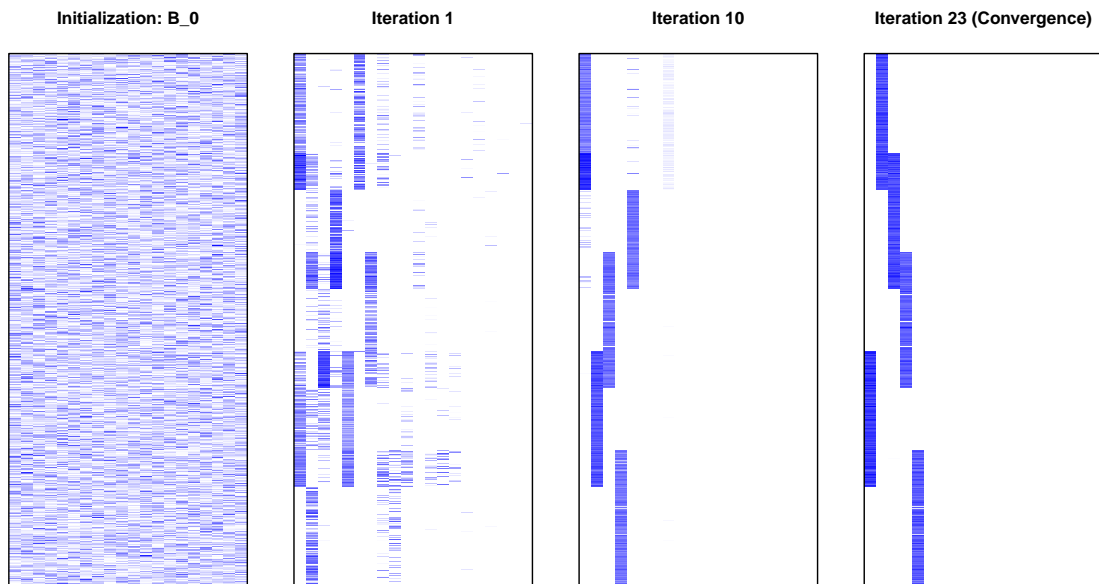 Initialization: B_0
Iteration 1
Iteration 10
Iteration 23 (Convergence)